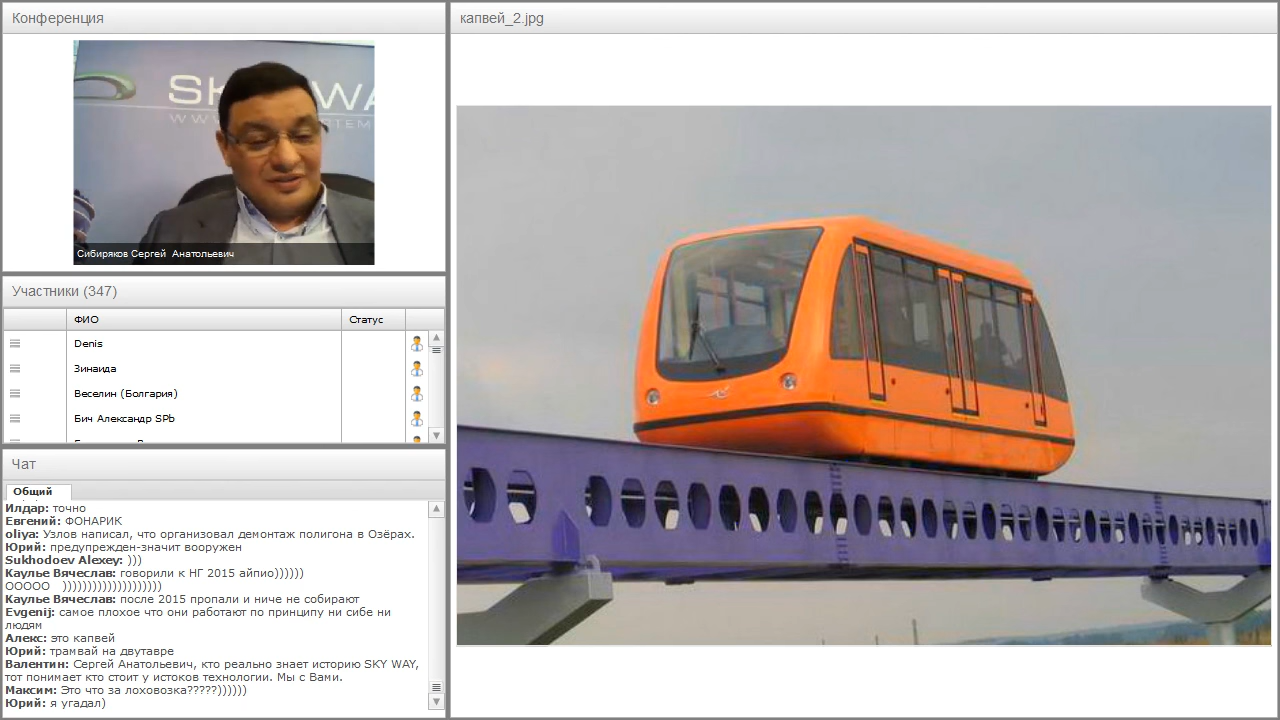 Конференция
SK WA
WWW
TEM
Сибиряков Сергей Анатольевич
Участники (347)
ФИО Статус
Denis
Зинаида
Веселин (Болгария)
Бич Александр SPb
Чат
Общий
Илдар: точно
Евгений: ФОНАРИК
oliya: Узлов написал, что организовал демонтаж полигона в Озёрах.
Юрий: предупрежден-значит вооружен
Sukhodoev Alexey: )))
Каулье Вячеслав: говорили к НГ 2015 айпио))))))
ООООО ))))))))))))))))))))
Каулье Вячеслав: после 2015 пропали и ниче не собирают
Evgenij: самое плохое что они работают по принципу ни сибе ни
людям
Алекс: это капвей
Юрий: трамвай на двутавре
Валентин: Сергей Анатольевич, кто реально знает историю SKY WAY,
тот понимает кто стоит у истоков технологии. Мы с Вами.
Максим: Это что за лоховозка?????))))))
Юрий: я угадал)
капвей_2.jpg